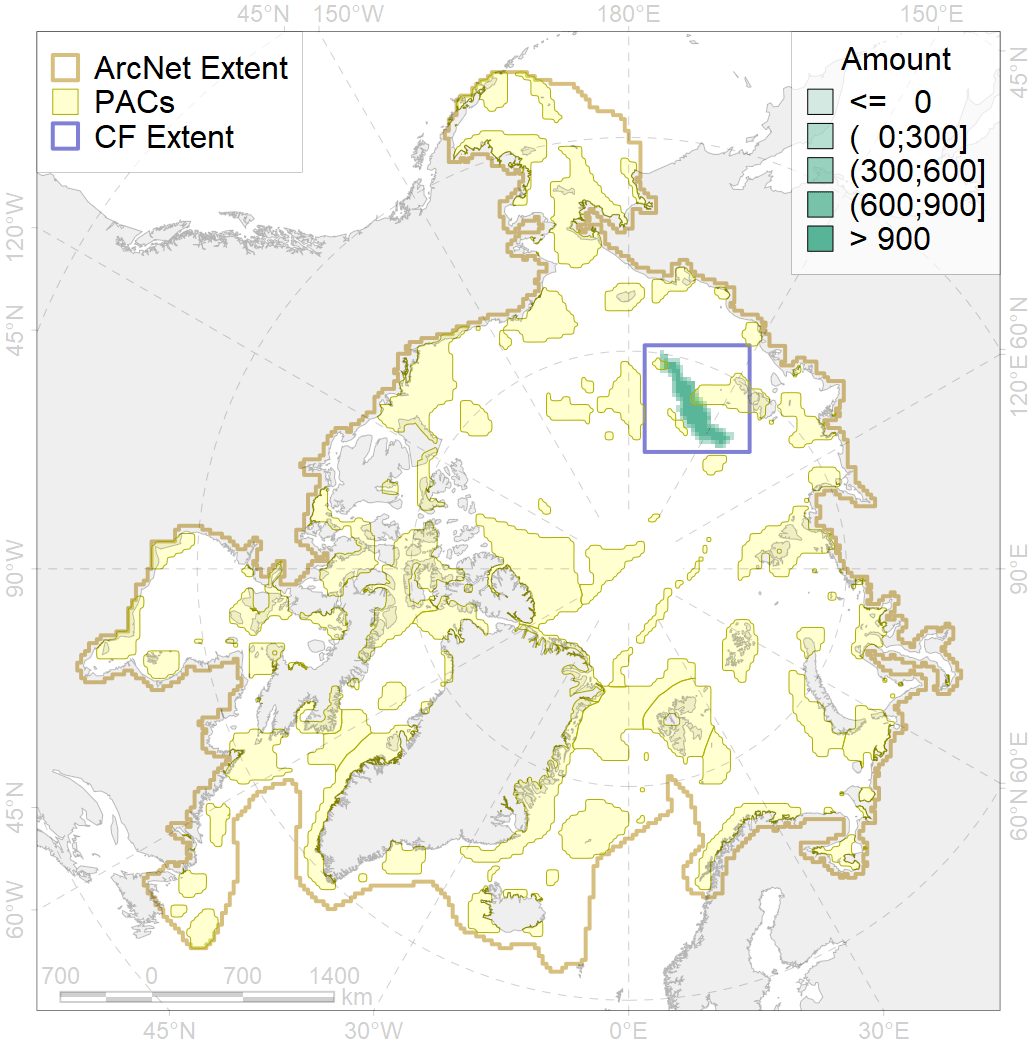 45°N 150°W 180°E 150°E
ArcNet Extent
PACs
CF Extent
Amount
<= 0
( 0;300]
(300;600]
(600;900]
> 900
45°N
120°W
45°N
90°W
45°N
60°W
60°N
120°E
90°E
60°E
60°N
700 0 700 1400
km
45°N 30°W 0°E 30°E